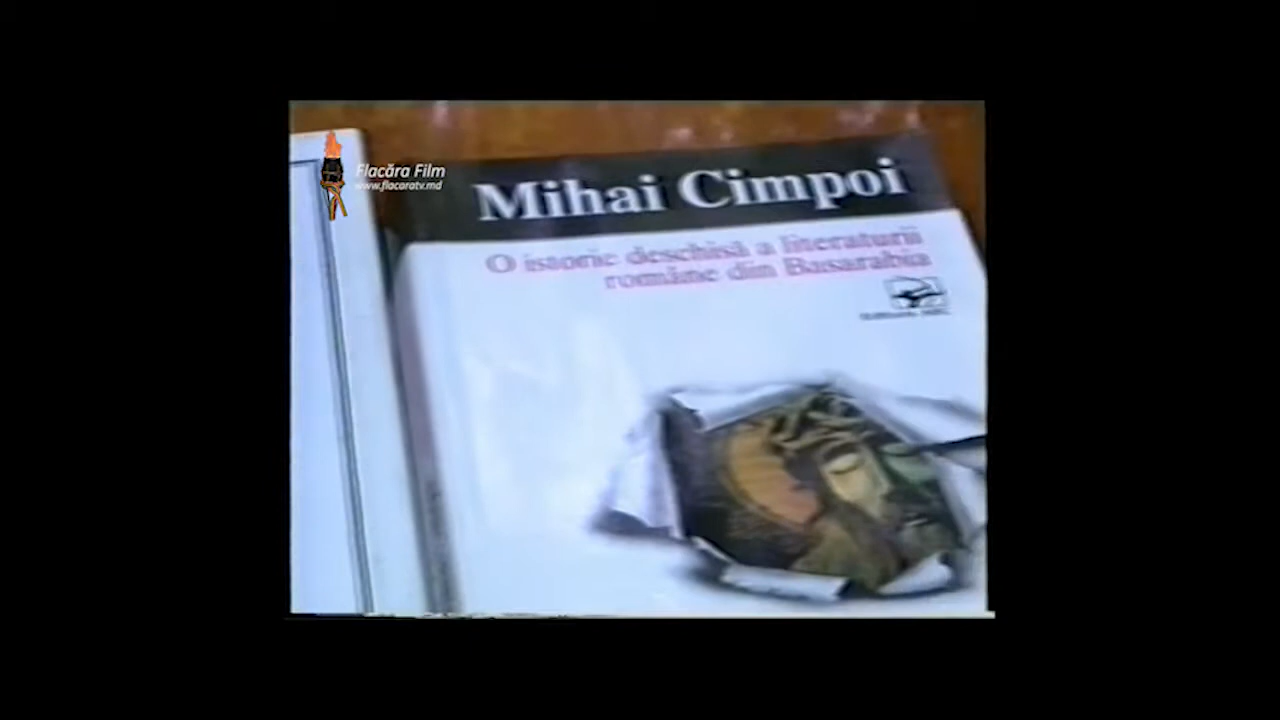 Flacăra Film
www.flacaratv.md
Mihai Cimpoi
O istorie deschisă a literaturii
române din Basarabia